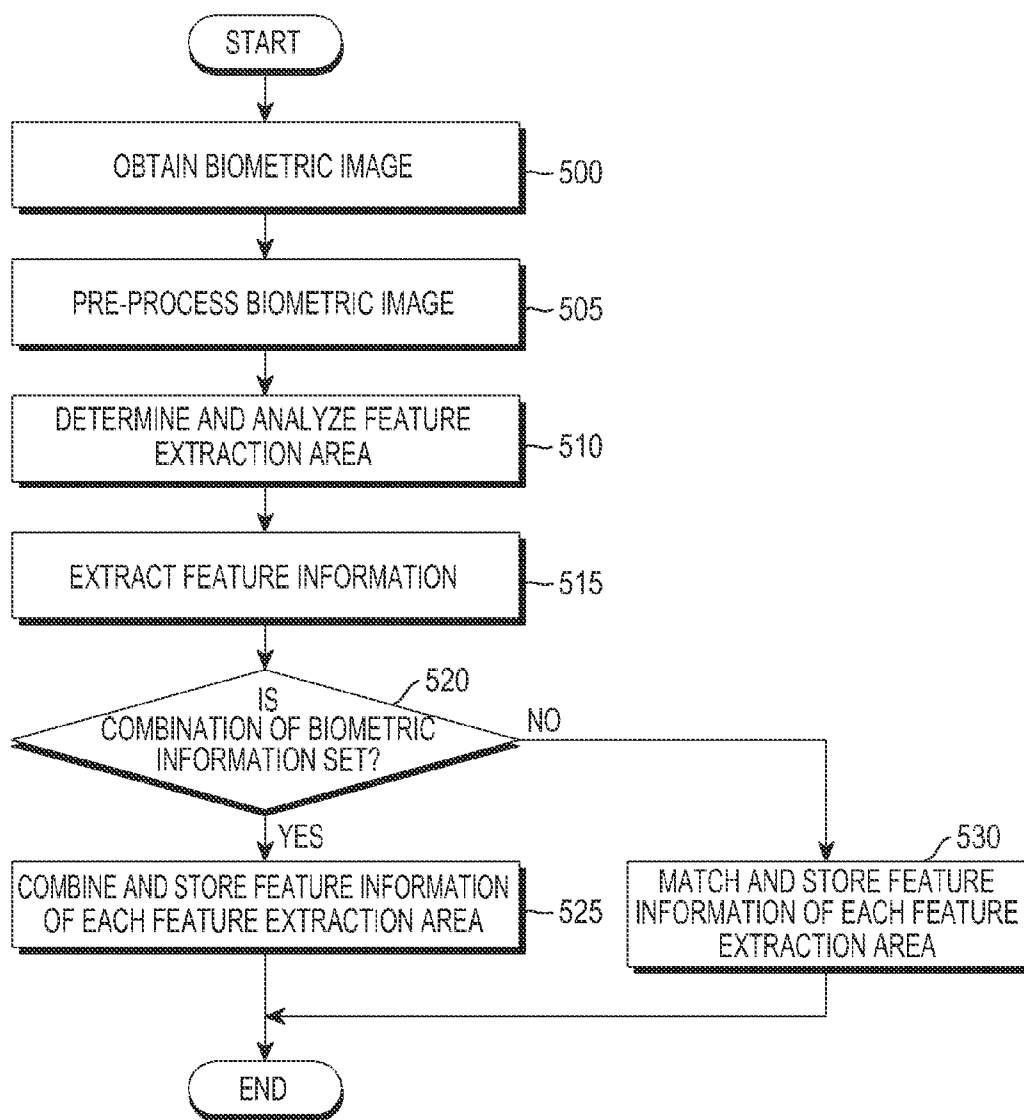 START
OBTAIN BIOMETRIC IMAGE
500
PRE-PROCESS BIOMETRIC IMAGE
505
DETERMINE AND ANALYZE FEATURE
EXTRACTION AREA
510
EXTRACT FEATURE INFORMATION
515
520
IS
COMBINATION OF BIOMETRIC
INFORMATION SET?
NO
YES
COMBINE AND STORE FEATURE INFORMATION
OF EACH FEATURE EXTRACTION AREA
525
530
MATCH AND STORE FEATURE
INFORMATION OF EACH FEATURE
EXTRACTION AREA
END